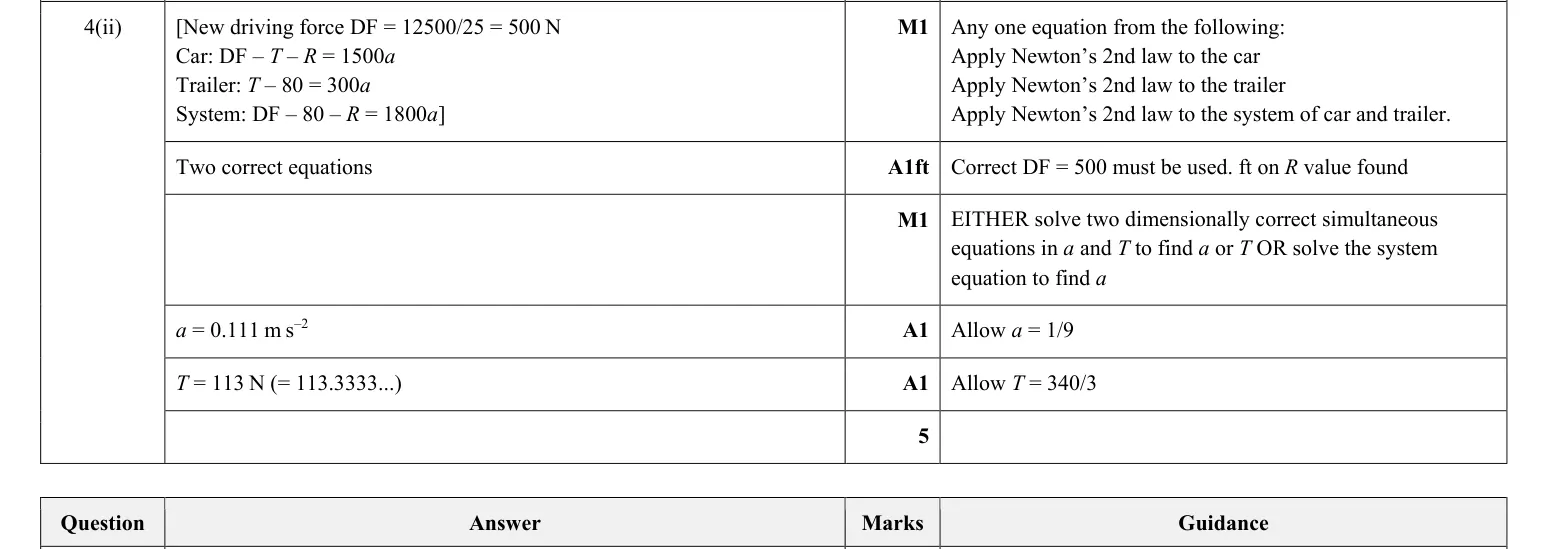 4(ii)
[New driving force DF = 12500/25 = 500 N
Car: DF – T – R = 1500a
Trailer: T – 80 = 300a
System: DF – 80 – R = 1800a]
M1
Any one equation from the following:
Apply Newton’s 2nd law to the car
Apply Newton’s 2nd law to the trailer
Apply Newton’s 2nd law to the system of car and trailer.
Two correct equations
A1ft
Correct DF = 500 must be used. ft on R value found
M1
EITHER solve two dimensionally correct simultaneous
equations in a and T to find a or T OR solve the system
equation to find a
a = 0.111 m s⁻²
A1
Allow a = 1/9
T = 113 N (= 113.3333...)
A1
Allow T = 340/3
5
Question
Answer
Marks
Guidance